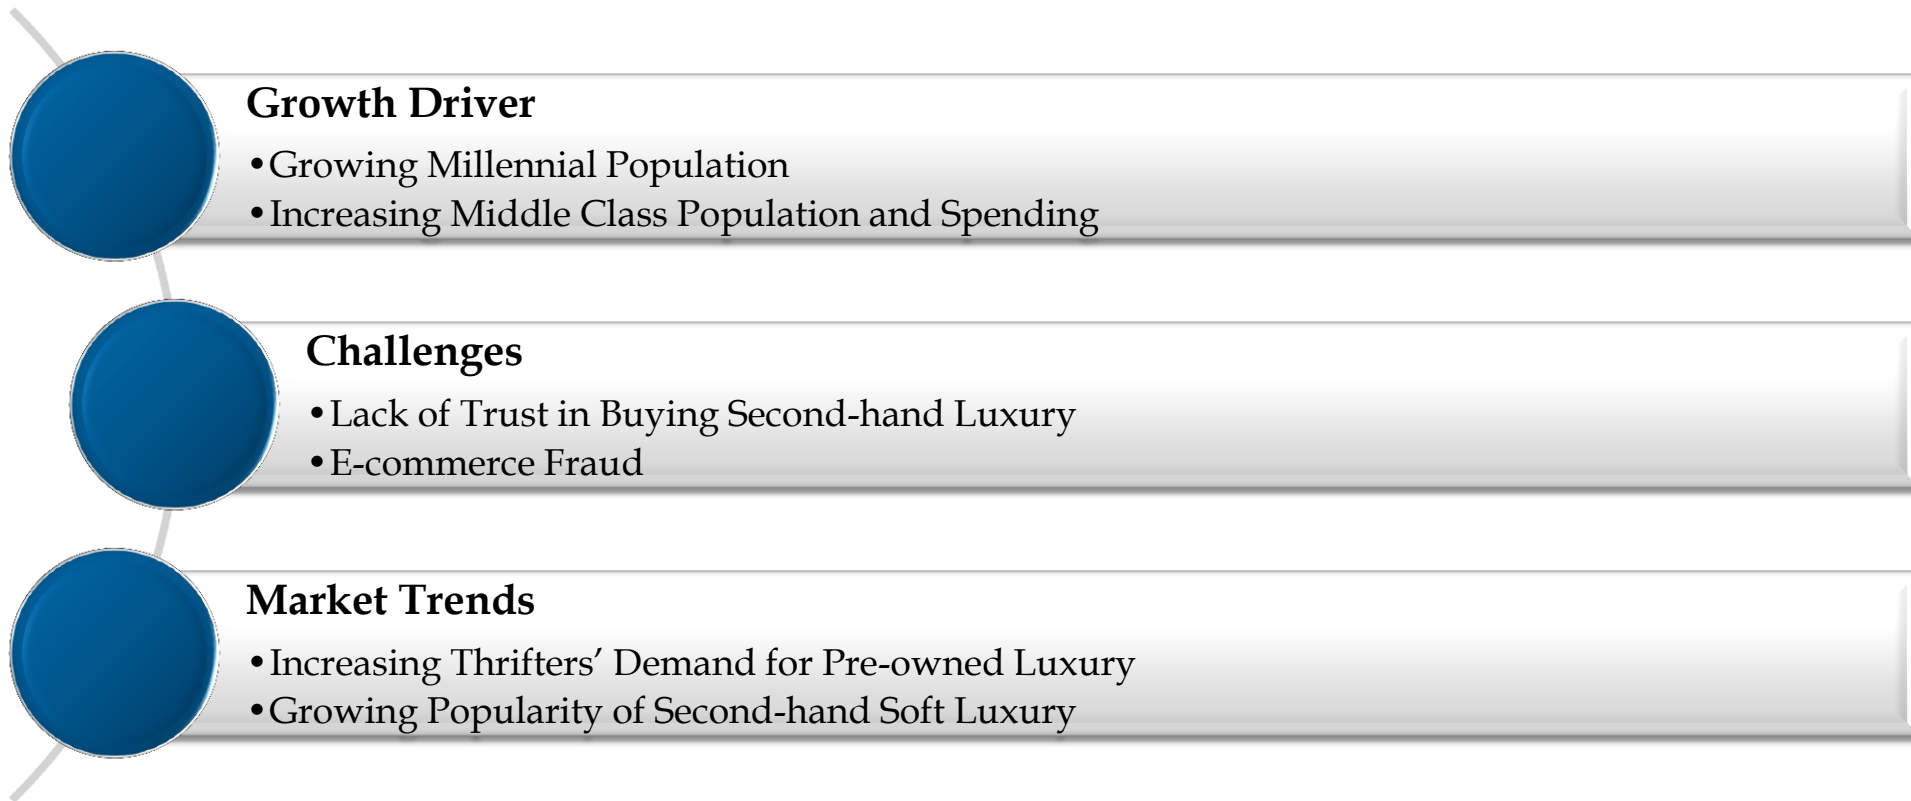 Growth Driver
•Growing Millennial Population
•Increasing Middle Class Population and Spending
Challenges
•Lack of Trust in Buying Second-hand Luxury
•E-commerce Fraud
Market Trends
•Increasing Thrifters’ Demand for Pre-owned Luxury
•Growing Popularity of Second-hand Soft Luxury